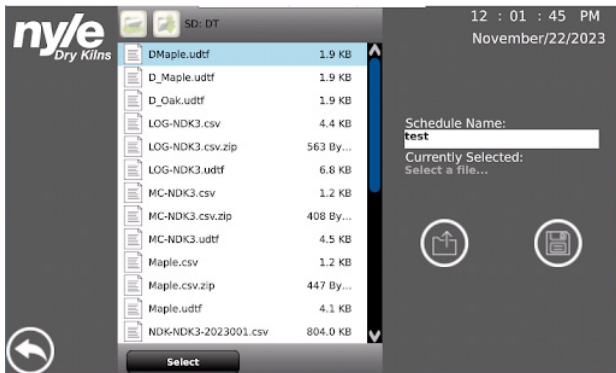 nyle
Dry Kilns
SD: DT
12 : 01 : 45 PM
November/22/2023
DMaple.udtf 1.9 KB
D_Maple.udtf 1.9 KB
D_Oak.udtf 1.9 KB
LOG-NDK3.csv 4.4 KB
LOG-NDK3.csv.zip 563 By...
LOG-NDK3.udtf 6.8 KB
MC-NDK3.csv 1.2 KB
MC-NDK3.csv.zip 408 By...
MC-NDK3.udtf 4.5 KB
Maple.csv 1.2 KB
Maple.csv.zip 447 By...
Maple.udtf 4.1 KB
NDK-NDK3-2023001.csv 804.0 KB
Select
Schedule Name:
test
Currently Selected:
Select a file...